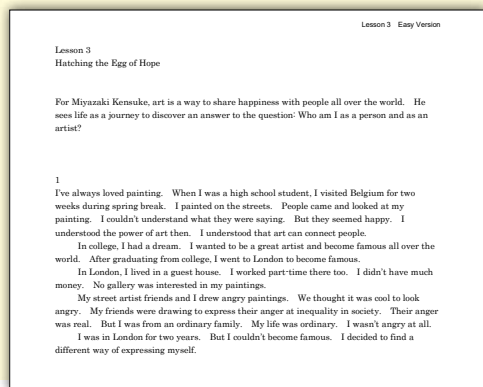 Lesson 3 Easy Version
Lesson 3
Hatching the Egg of Hope
For Miyazaki Kensuke, art is a way to share happiness with people all over the world. He
sees life as a journey to discover an answer to the question: Who am I as a person and as an
artist?
1
I've always loved painting. When I was a high school student, I visited Belgium for two
weeks during spring break. I painted on the streets. People came and looked at my
painting. I couldn't understand what they were saying. But they seemed happy. I
understood the power of art then. I understood that art can connect people.
In college, I had a dream. I wanted to be a great artist and become famous all over the
world. After graduating from college, I went to London to become famous.
In London, I lived in a guest house. I worked part-time there too. I didn't have much
money. No gallery was interested in my paintings.
My street artist friends and I drew angry paintings. We thought it was cool to look
angry. My friends were drawing to express their anger at inequality in society. Their anger
was real. But I was from an ordinary family. My life was ordinary. I wasn't angry at all.
I was in London for two years. But I couldn't become famous. I decided to find a
different way of expressing myself.